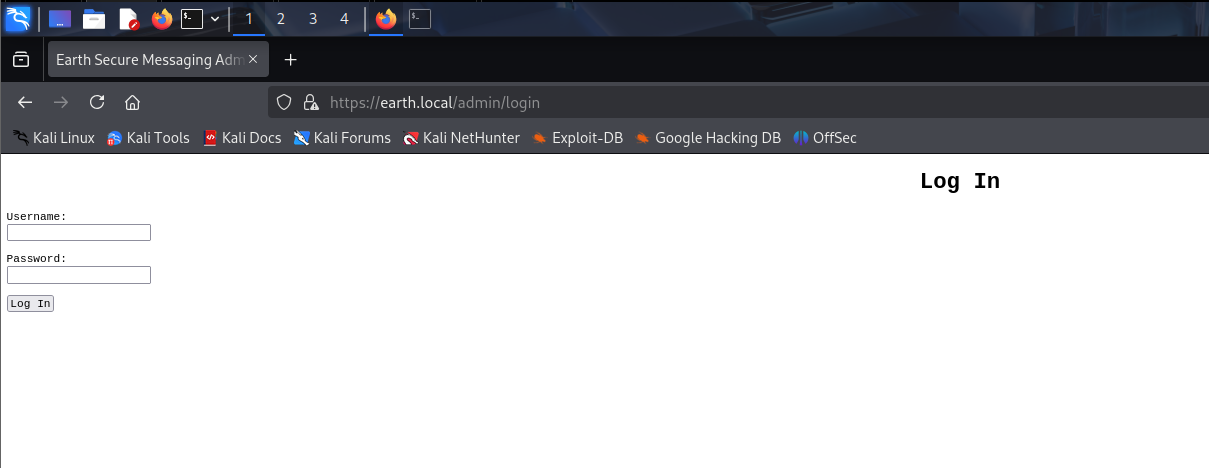 1 2 3 4
Earth Secure Messaging Adm
https://earth.local/admin/login
Kali Linux Kali Tools Kali Docs Kali Forums Kali NetHunter Exploit-DB Google Hacking DB OffSec
Log In
Username:
Password:
Log In